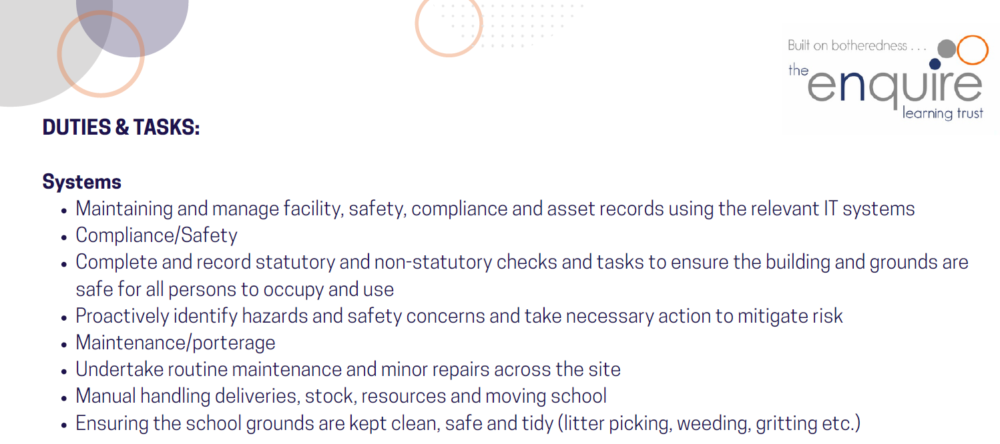 Built on botheredness . . .
the
enquire
learning trust
DUTIES & TASKS:
Systems
• Maintaining and manage facility, safety, compliance and asset records using the relevant IT systems
• Compliance/Safety
• Complete and record statutory and non-statutory checks and tasks to ensure the building and grounds are
safe for all persons to occupy and use
• Proactively identify hazards and safety concerns and take necessary action to mitigate risk
• Maintenance/porterage
• Undertake routine maintenance and minor repairs across the site
• Manual handling deliveries, stock, resources and moving school
• Ensuring the school grounds are kept clean, safe and tidy (litter picking, weeding, gritting etc.)